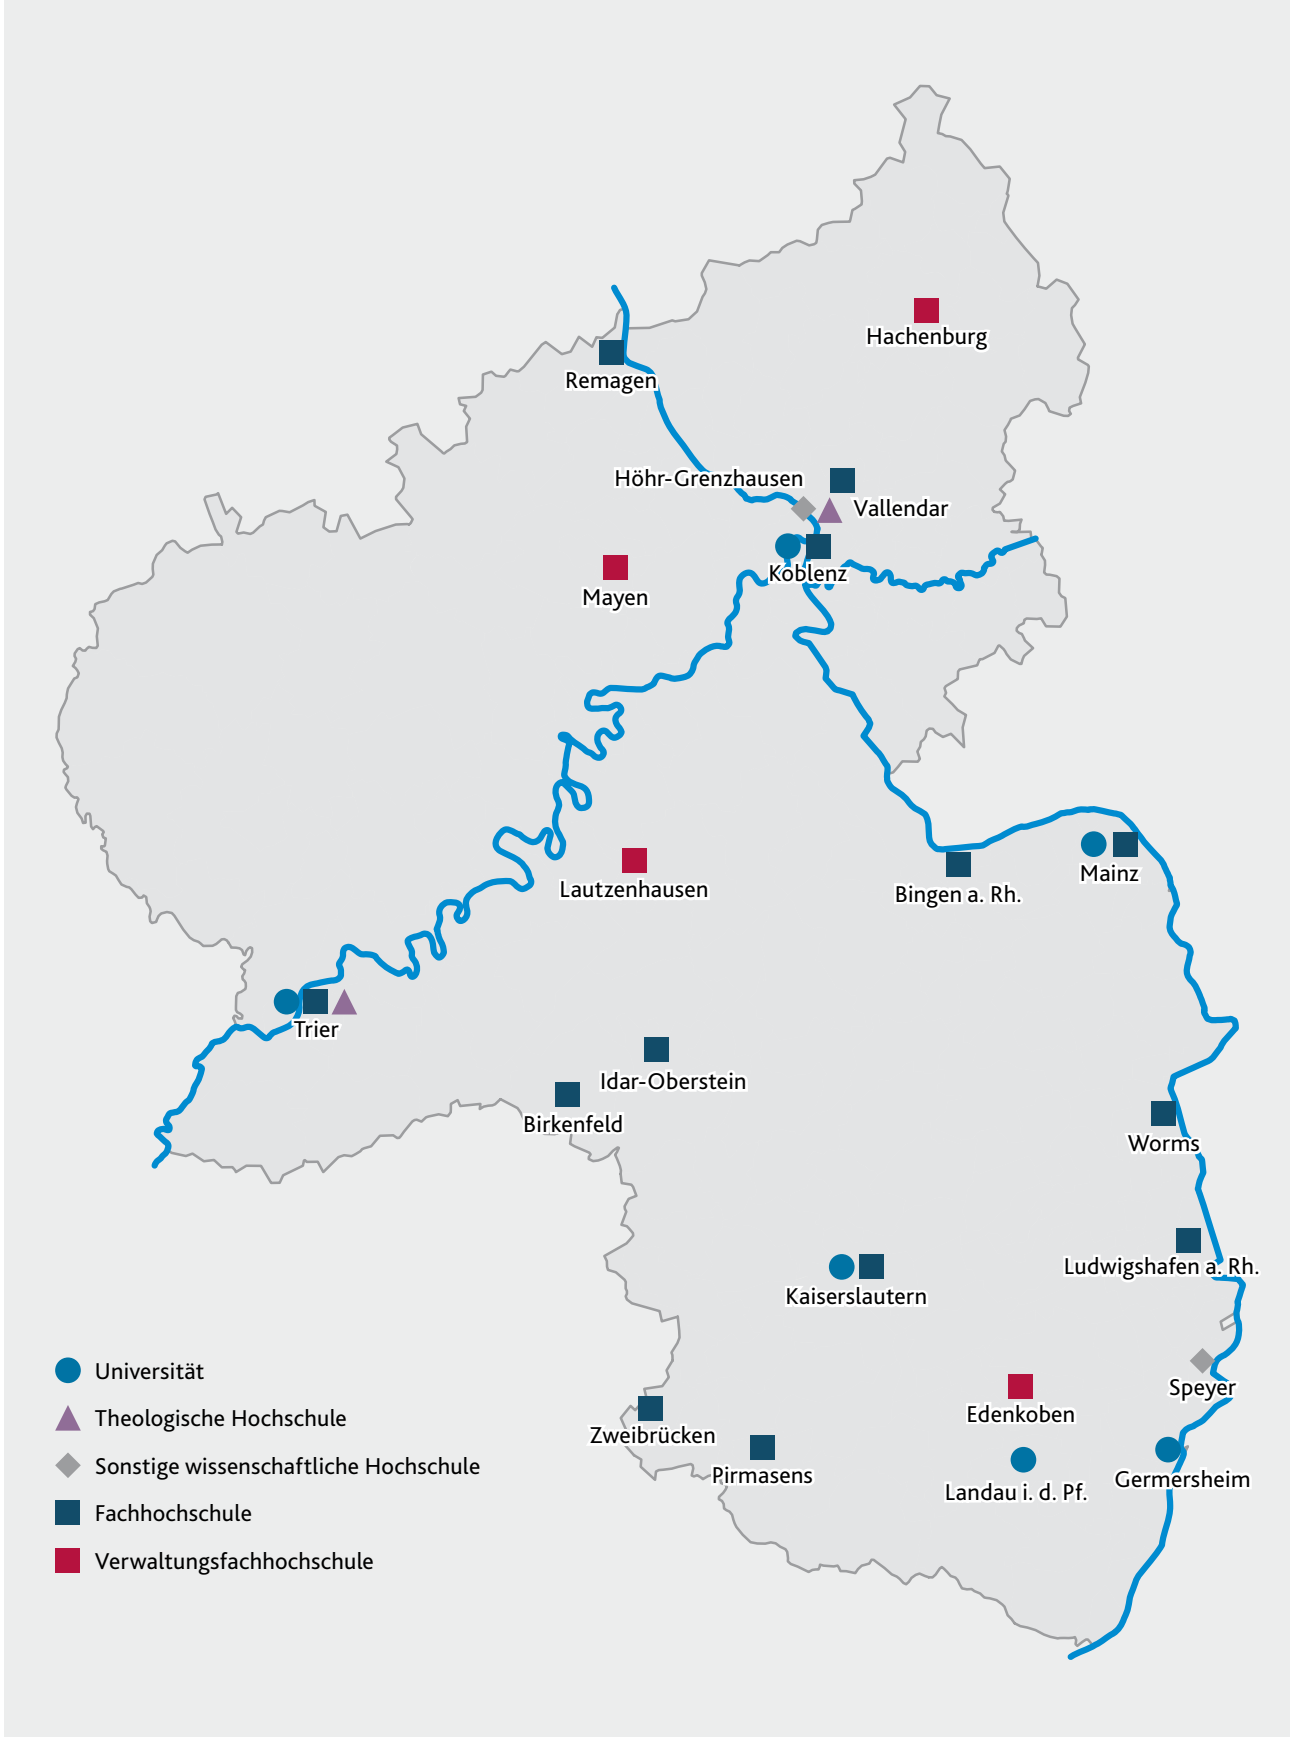 Hachenburg
Remagen
Höhr-Grenzhausen
Vallendar
Koblenz
Mayen
Lautzenhausen
Bingen a. Rh.
Mainz
Trier
Idar-Oberstein
Birkenfeld
Worms
Ludwigshafen a. Rh.
Kaiserslautern
Speyer
Edenkoben
Zweibrücken
Pirmasens
Landau i. d. Pf.
Germersheim
Universität
Theologische Hochschule
Sonstige wissenschaftliche Hochschule
Fachhochschule
Verwaltungsfachhochschule